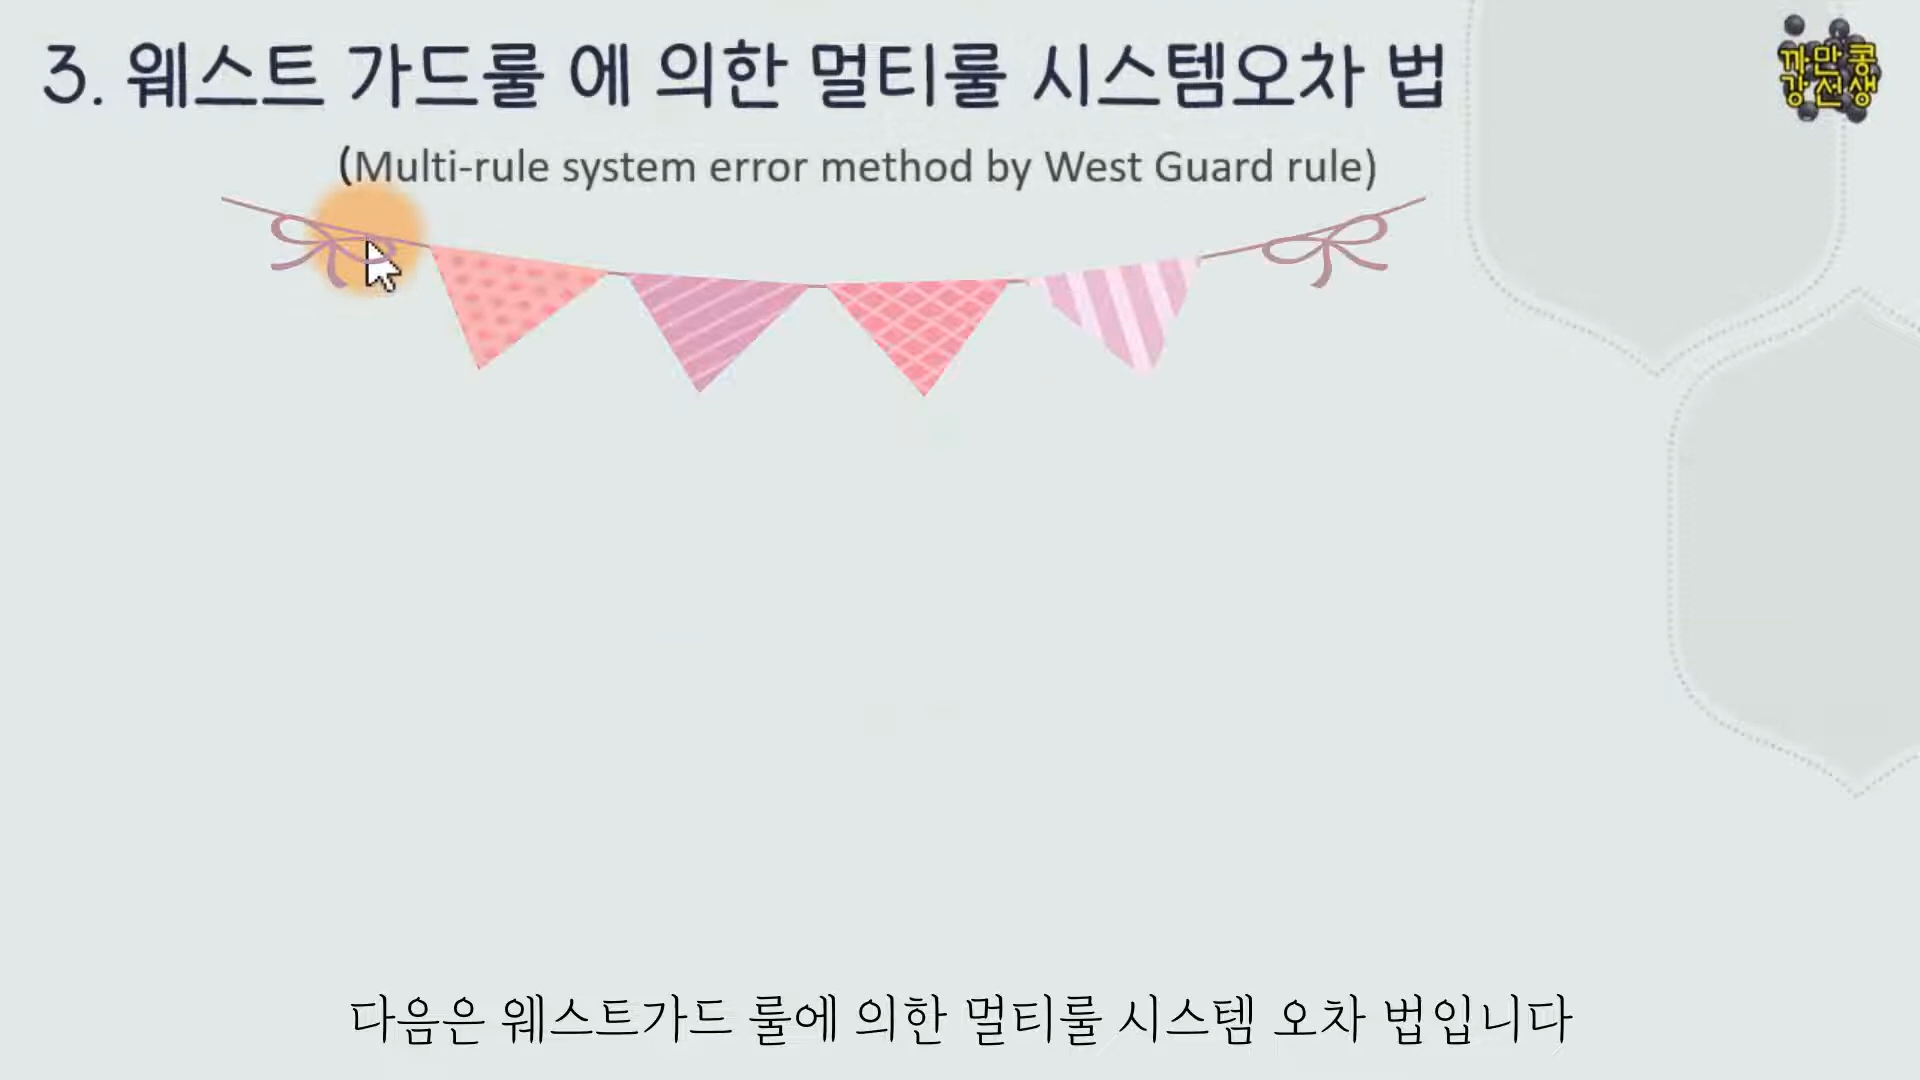 3. 웨스트 가드룰 에 의한 멀티룰 시스템오차 법
까만콩
강선생
(Multi-rule system error method by West Guard rule)
다음은 웨스트가드 룰에 의한 멀티룰 시스템 오차 법입니다